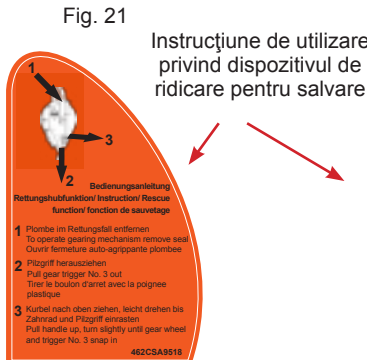 Fig. 21
Instrucţiune de utilizare
privind dispozitivul de
ridicare pentru salvare
1
3
2
Bedienungsanleitung
Rettungshubfunktion/ Instruction/ Rescue
function/ fonction de sauvetage
1 Plombe im Rettungsfall entfernen
To operate gearing mechanism remove seal
Ouvrir fermeture auto-agrippante plombee
2 Pilzgriff herausziehen
Pull gear trigger No. 3 out
Tirer le boulon d'arret avec la poignee
plastique
3 Kurbel nach oben ziehen, leicht drehen bis
Zahnrad und Pilzgriff einrasten
Pull handle up, turn slightly until gear wheel
and trigger No. 3 snap in
462CSA9518